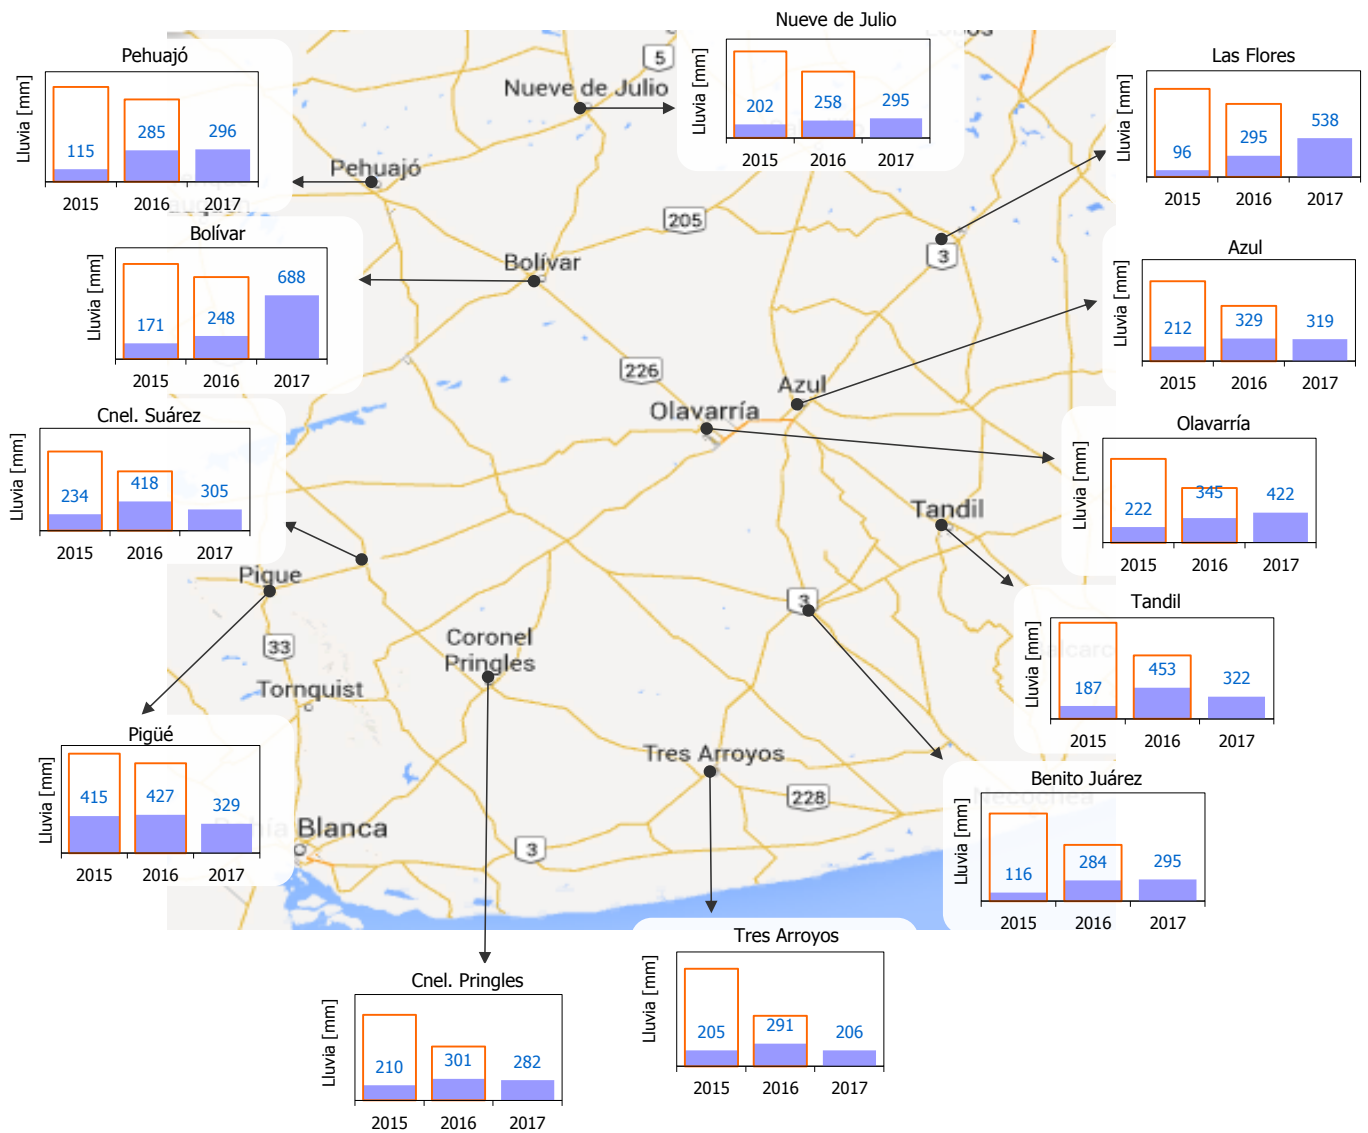 Nueve de Julio
Lluvia [mm]
202 258 295
2015 2016 2017
Pehuajó
Lluvia [mm]
115 285 296
2015 2016 2017
Las Flores
Lluvia [mm]
96 295 538
2015 2016 2017
5
Nueve de Julio
Pehuajó
205
Bolívar
Lluvia [mm]
171 248 688
2015 2016 2017
Bolívar
3
Azul
Lluvia [mm]
212 329 319
2015 2016 2017
226
Azul
Olavarría
Cnel. Suárez
Lluvia [mm]
234 418 305
2015 2016 2017
Olavarría
Lluvia [mm]
222 345 422
2015 2016 2017
Tandil
Pigue
3
Tandil
Lluvia [mm]
187 453 322
2015 2016 2017
33
Coronel
Pringles
Tornquist
Pigüé
Lluvia [mm]
415 427 329
2015 2016 2017
Tres Arroyos
228
Benito Juárez
Lluvia [mm]
116 284 295
2015 2016 2017
Necochea
Bahía Blanca
3
Tres Arroyos
Lluvia [mm]
205 291 206
2015 2016 2017
Cnel. Pringles
Lluvia [mm]
210 301 282
2015 2016 2017